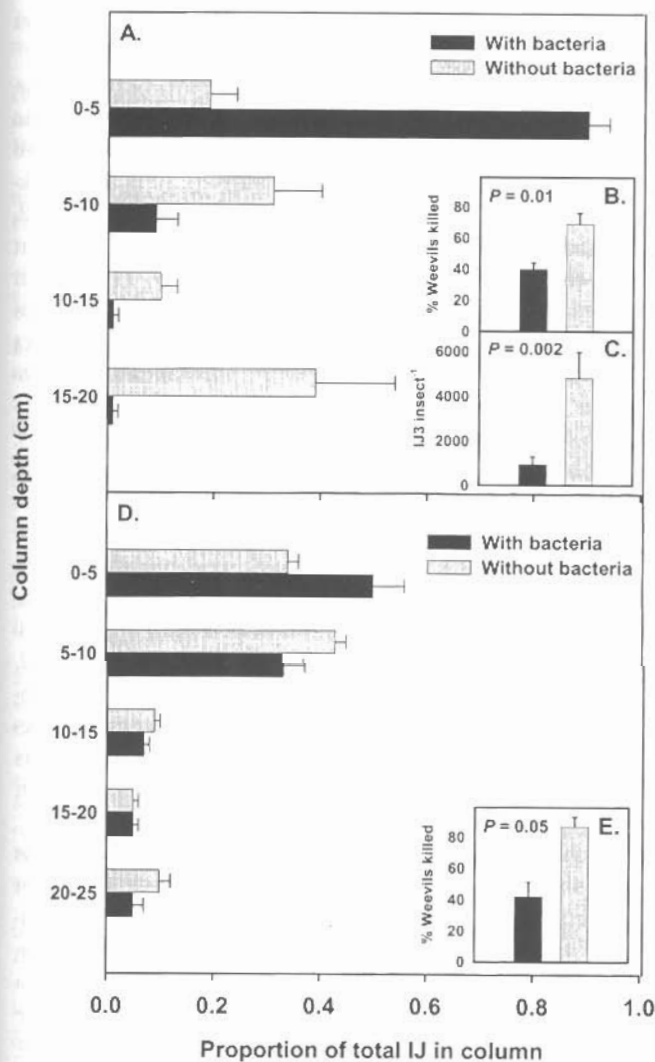 A.
With bacteria
Without bacteria
0-5
5-10
10-15
15-20
B.
P = 0.01
% Weevils killed
80
60
40
20
0
C.
P = 0.002
IJ3 insect⁻¹
6000
4000
2000
0
Column depth (cm)
D.
With bacteria
Without bacteria
0-5
5-10
10-15
15-20
20-25
E.
P = 0.05
% Weevils killed
80
60
40
20
0
0.0 0.2 0.4 0.6 0.8 1.0
Proportion of total IJ in column